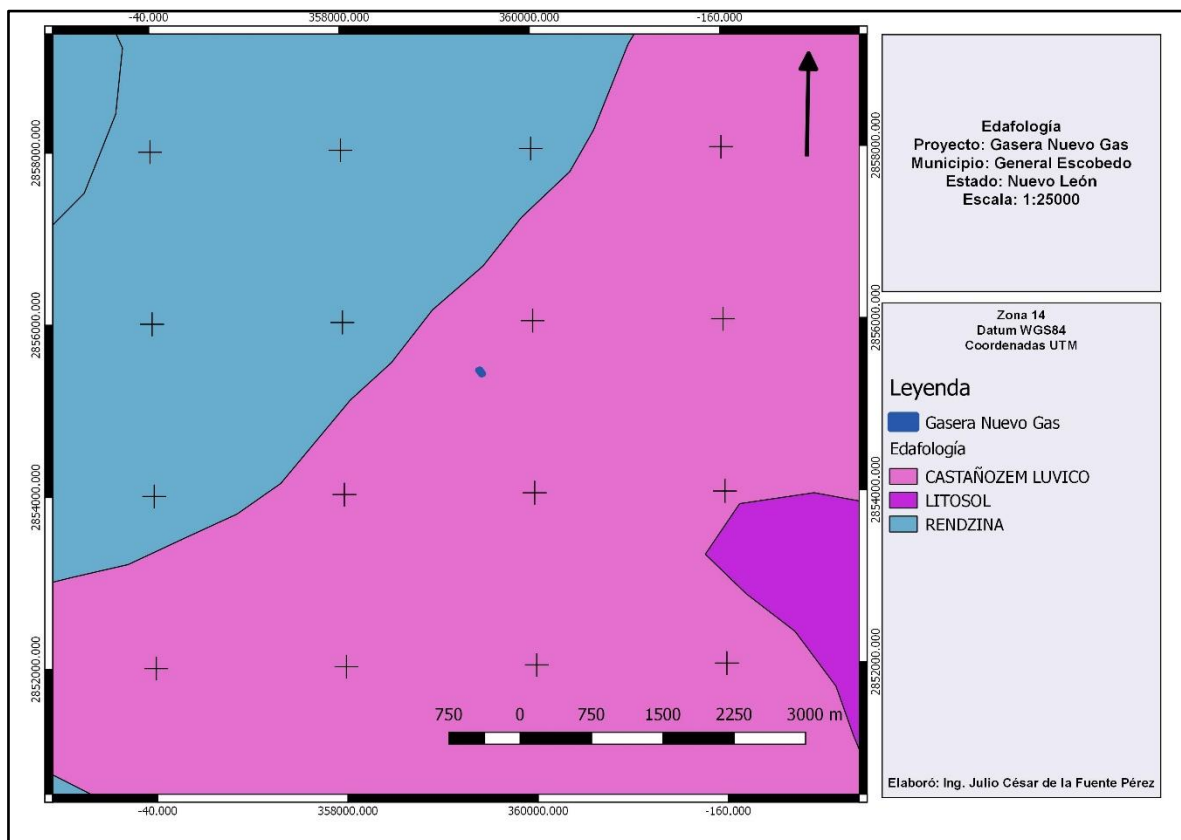 -40.000 358000.000 360000.000 -160.000
2858000.000 2858000.000
2856000.000 2856000.000
2854000.000 2854000.000
2852000.000 2852000.000
750 0 750 1500 2250 3000 m
-40.000 358000.000 360000.000 -160.000
Edafología
Proyecto: Gasera Nuevo Gas
Municipio: General Escobedo
Estado: Nuevo León
Escala: 1:25000
Zona 14
Datum WGS84
Coordenadas UTM
Leyenda
Gasera Nuevo Gas
Edafología
CASTAÑOZEM LUVICO
LITOSOL
RENDZINA
Elaboró: Ing. Julio César de la Fuente Pérez